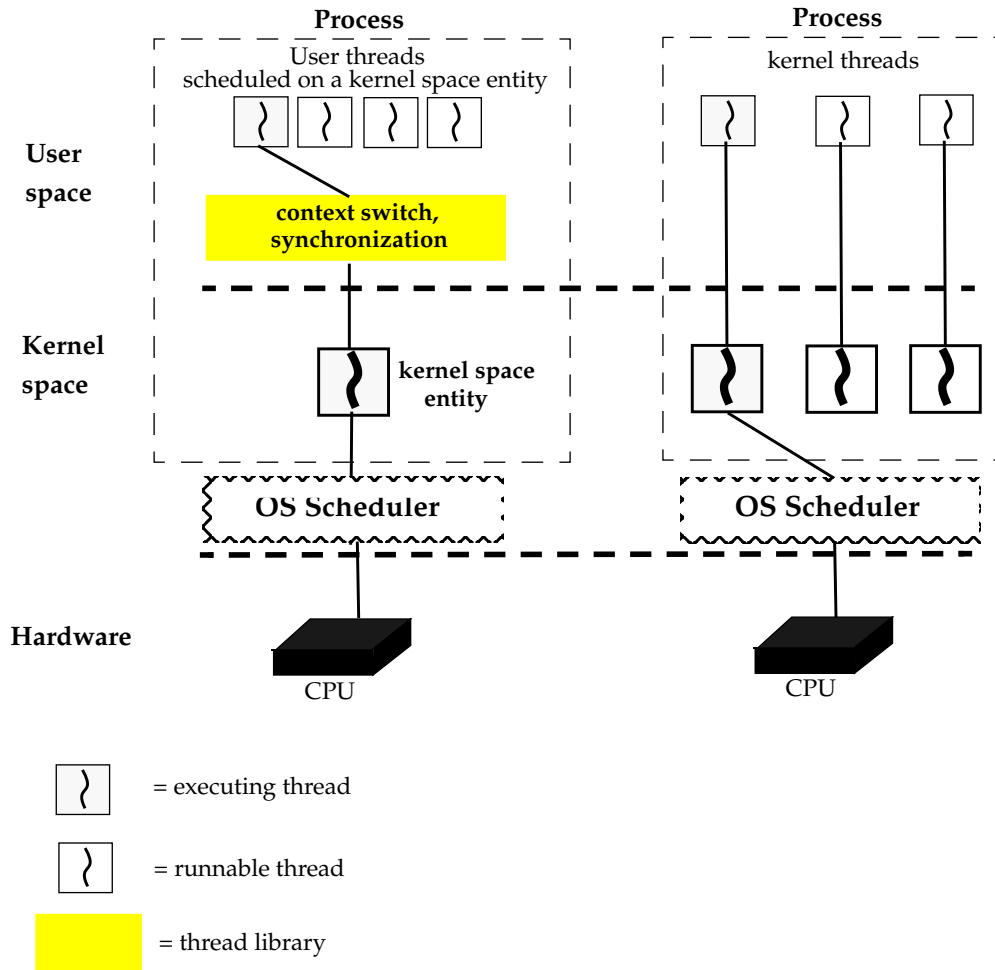 Process
User threads
scheduled on a kernel space entity
User
space
context switch,
synchronization
Kernel
space
kernel space
entity
OS Scheduler
Hardware
CPU
Process
kernel threads
OS Scheduler
CPU
= executing thread
= runnable thread
= thread library